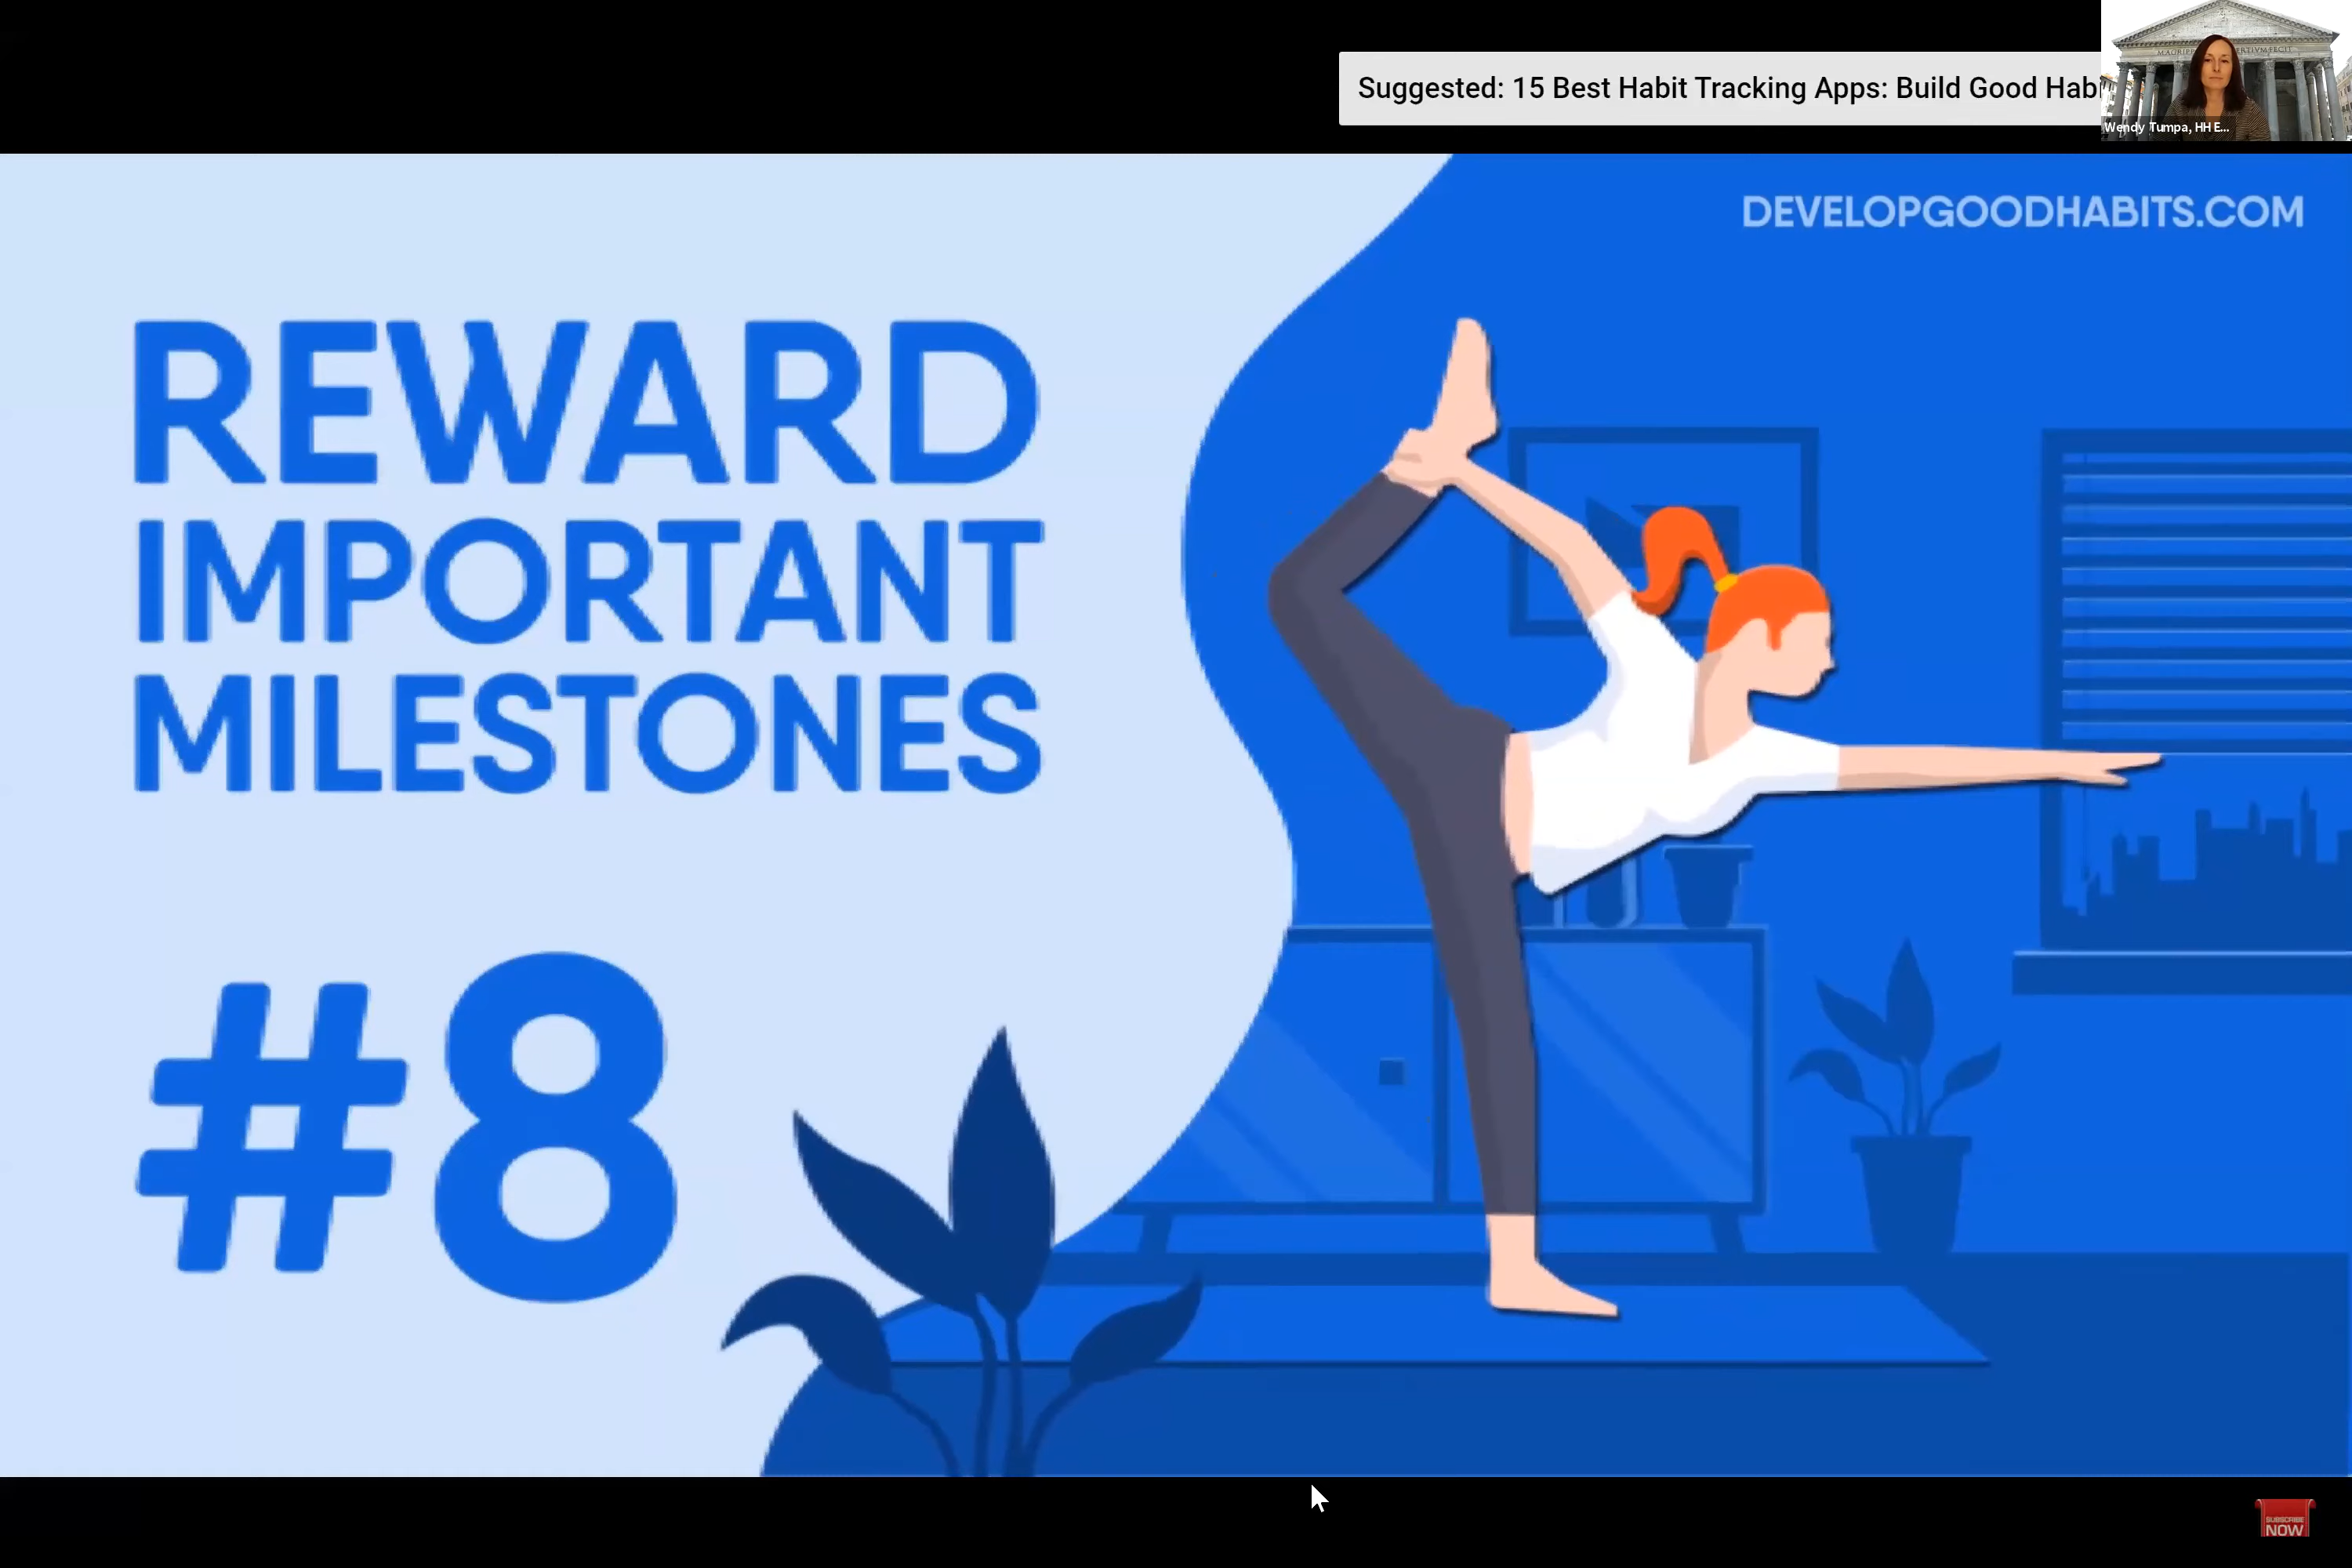 Suggested: 15 Best Habit Tracking Apps: Build Good Hab
Wendy Tumpa, HH E...
DEVELOPGOODHABITS.COM
REWARD
IMPORTANT
MILESTONES
#8
SUBSCRIBE
NOW